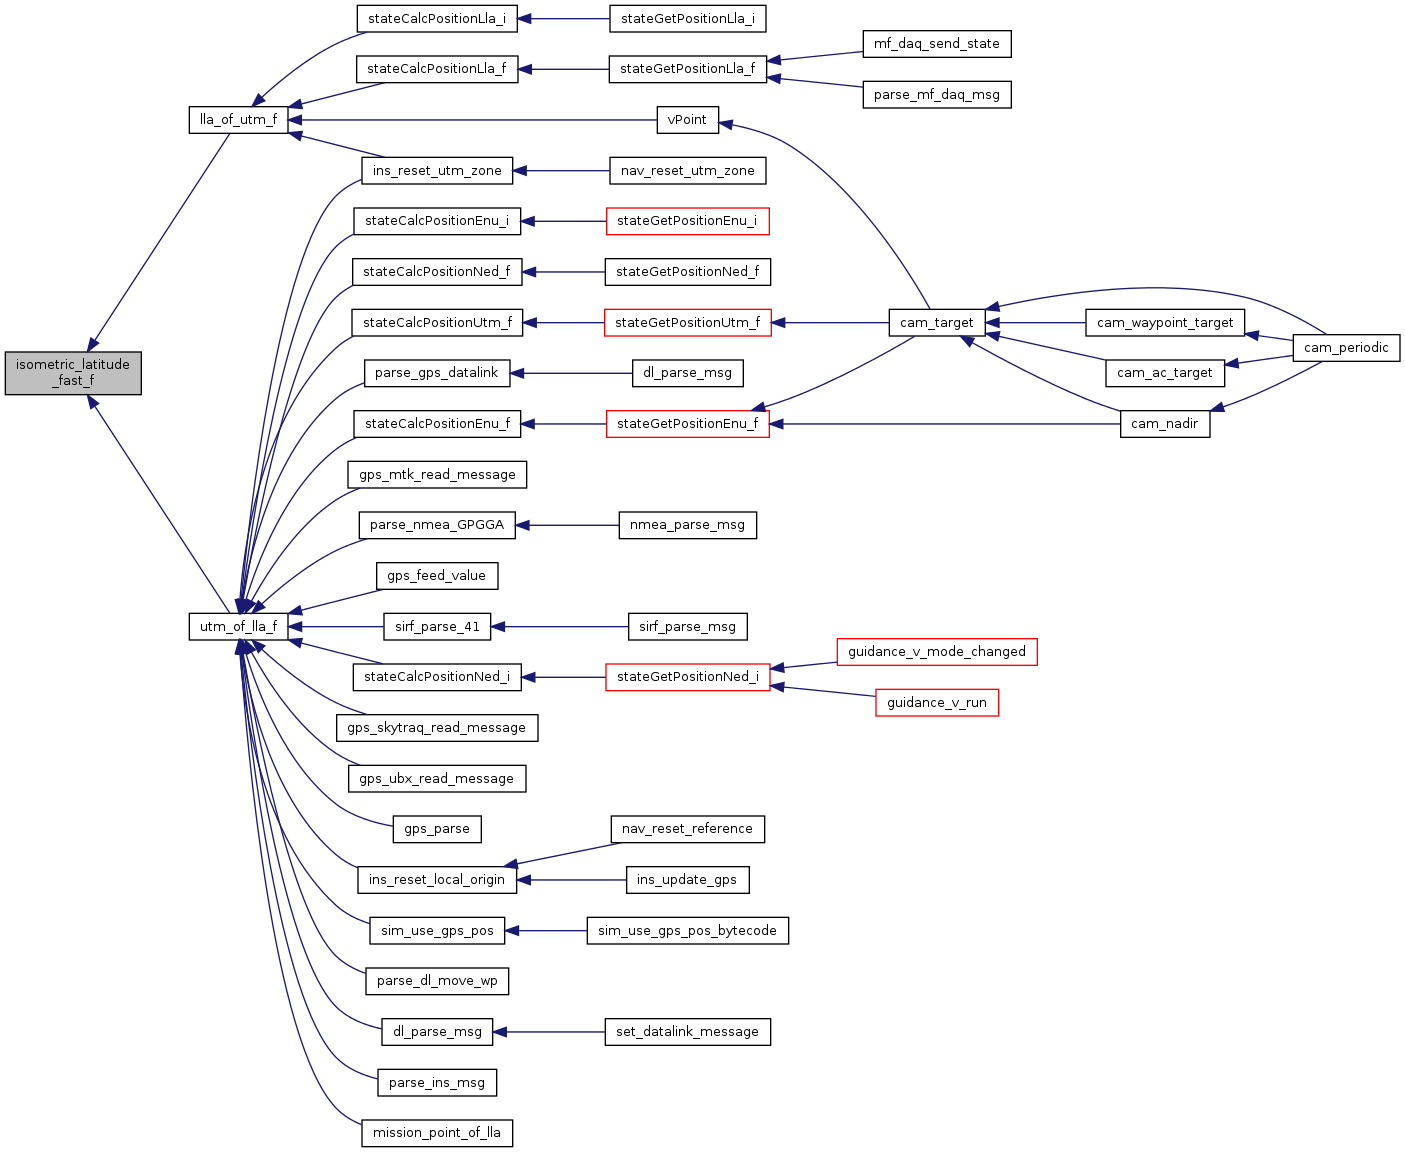 stateCalcPositionLla_i
stateGetPositionLla_i
mf_daq_send_state
stateCalcPositionLla_f
stateGetPositionLla_f
parse_mf_daq_msg
lla_of_utm_f
vPoint
ins_reset_utm_zone
nav_reset_utm_zone
stateCalcPositionEnu_i
stateGetPositionEnu_i
stateCalcPositionNed_f
stateGetPositionNed_f
stateCalcPositionUtm_f
stateGetPositionUtm_f
cam_target
cam_waypoint_target
cam_periodic
isometric_latitude
_fast_f
parse_gps_datalink
dl_parse_msg
cam_ac_target
stateCalcPositionEnu_f
stateGetPositionEnu_f
cam_nadir
gps_mtk_read_message
parse_nmea_GPGGA
nmea_parse_msg
gps_feed_value
utm_of_lla_f
sirf_parse_41
sirf_parse_msg
guidance_v_mode_changed
stateCalcPositionNed_i
stateGetPositionNed_i
guidance_v_run
gps_skytraq_read_message
gps_ubx_read_message
gps_parse
nav_reset_reference
ins_reset_local_origin
ins_update_gps
sim_use_gps_pos
sim_use_gps_pos_bytecode
parse_dl_move_wp
dl_parse_msg
set_datalink_message
parse_ins_msg
mission_point_of_lla